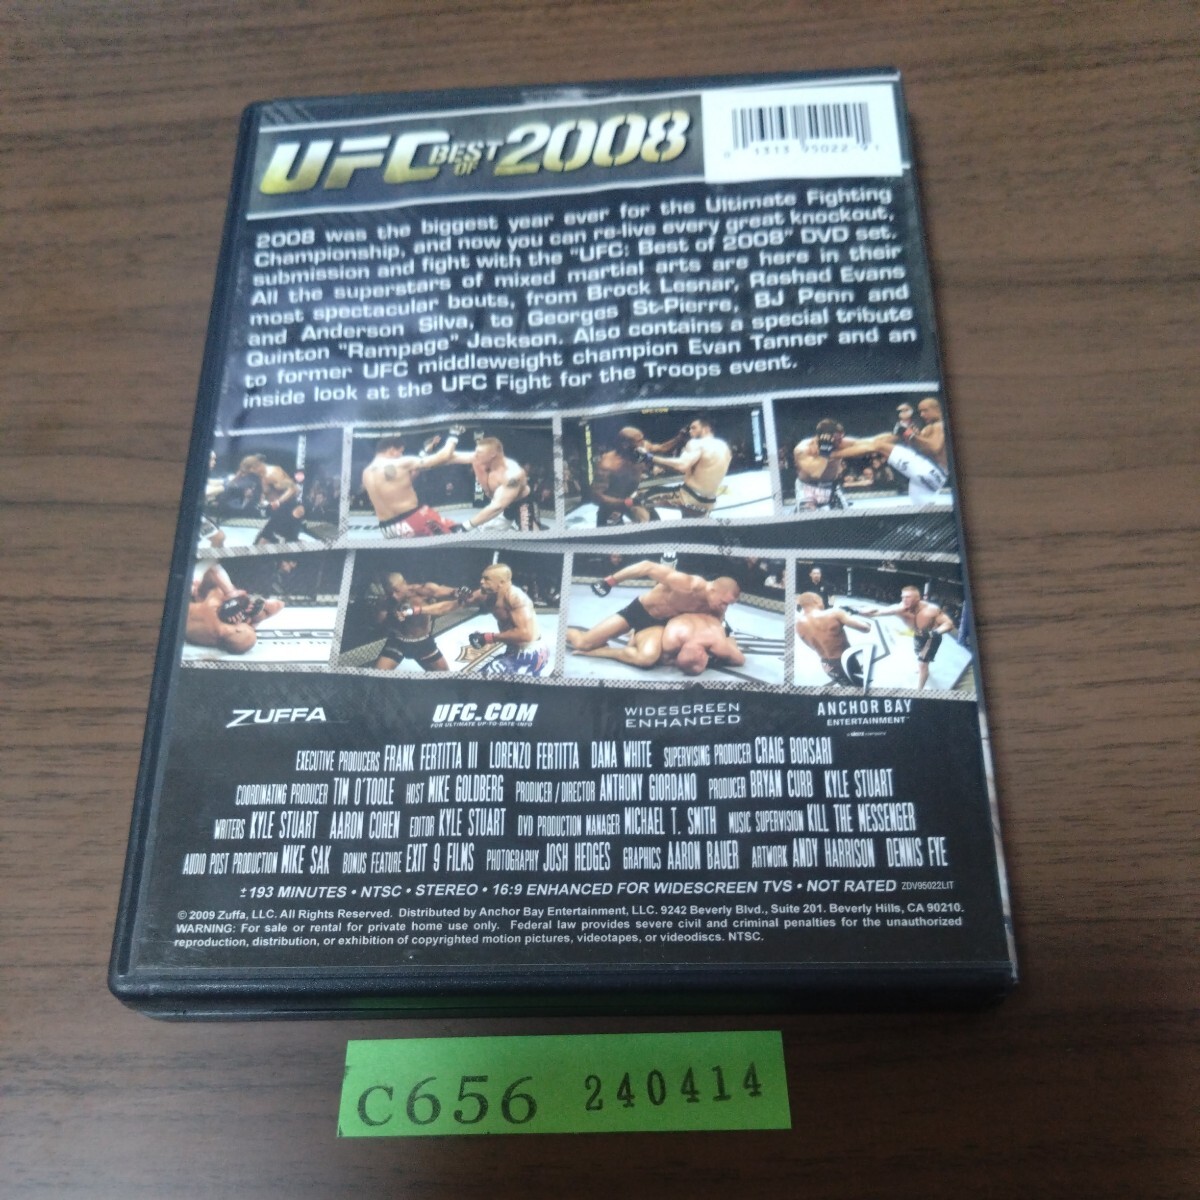 UFC BEST OF 2008
1313 95022 9
2008 was the biggest year ever for the Ultimate Fighting
Championship, and now you can re-live every great knockout,
submission and fight with the "UFC: Best of 2008" DVD set.
All the superstars of mixed martial arts are here in their
most spectacular bouts, from Brock Lesnar, Rashad Evans
and Anderson Silva, to Georges St-Pierre, BJ Penn and
Quinton "Rampage" Jackson. Also contains a special tribute
to former UFC middleweight champion Evan Tanner and an
inside look at the UFC Fight for the Troops event.
ZUFFA
UFC.COM
FOR ULTIMATE UP-TO-DATE INFO
WIDESCREEN
ENHANCED
ANCHOR BAY
ENTERTAINMENT
EXECUTIVE PRODUCERS FRANK FERTITTA III LORENZO FERTITTA DANA WHITE SUPERVISING PRODUCER CRAIG BORSARI
COORDINATING PRODUCER TIM O'TOOLE HOST MIKE GOLDBERG PRODUCER/DIRECTOR ANTHONY GIORDANO PRODUCER BRYAN CURB KYLE STUART
WRITERS KYLE STUART AARON COHEN EDITOR KYLE STUART DVD PRODUCTION MANAGER MICHAEL T. SMITH MUSIC SUPERVISION KILL THE MESSENGER
AUDIO POST PRODUCTION MIKE SAK BONUS FEATURE EXIT 9 FILMS PHOTOGRAPHY JOSH HEDGES GRAPHICS AARON BAUER ARTWORK ANDY HARRISON DENNIS FYE
±193 MINUTES • NTSC • STEREO • 16:9 ENHANCED FOR WIDESCREEN TVS • NOT RATED ZDV95022LIT
© 2009 Zuffa, LLC. All Rights Reserved. Distributed by Anchor Bay Entertainment, LLC. 9242 Beverly Blvd., Suite 201. Beverly Hills, CA 90210.
WARNING: For sale or rental for private home use only. Federal law provides severe civil and criminal penalties for the unauthorized
reproduction, distribution, or exhibition of copyrighted motion pictures, videotapes, or videodiscs. NTSC.
C656 240414